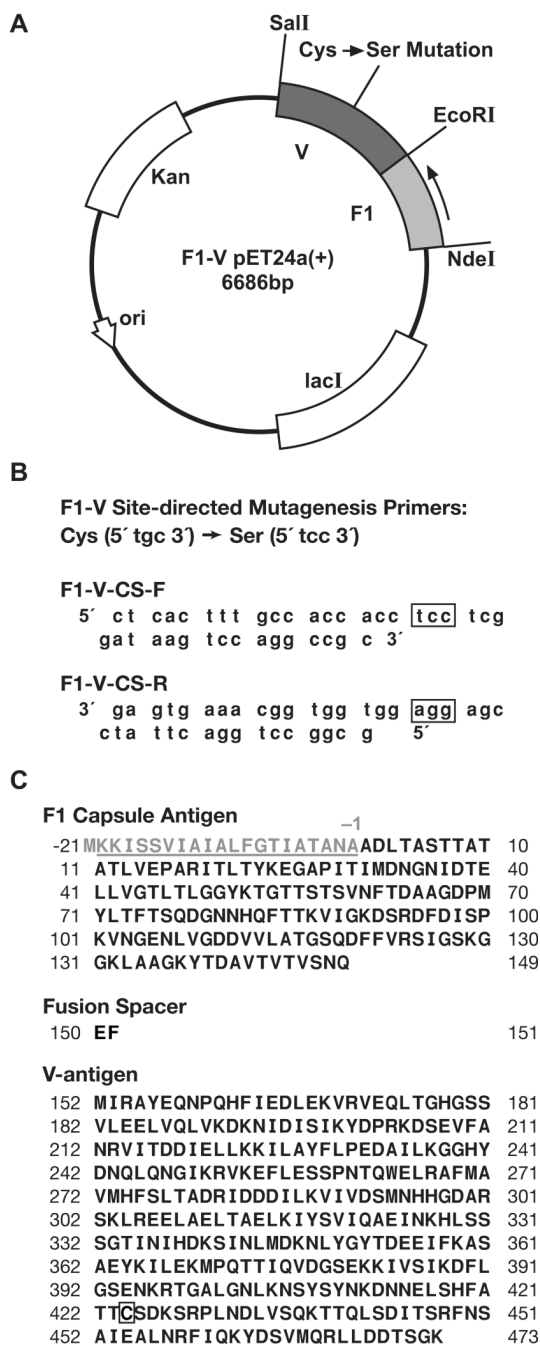 A
SalI
Cys → Ser Mutation
EcoRI
V
Kan
F1
F1-V pET24a(+)
6686bp
NdeI
ori
lacI
B
F1-V Site-directed Mutagenesis Primers:
Cys (5´ tgc 3´) → Ser (5´ tcc 3´)
F1-V-CS-F
5´ ct cac ttt gcc acc acc tcc tcg
gat aag tcc agg ccg c 3´
F1-V-CS-R
3´ ga gtg aaa cgg tgg tgg agg agc
cta ttc agg tcc ggc g 5´
C
F1 Capsule Antigen
–1
-21 MKKISSVIAIALFGTIATANAADLTASTTAT 10
11 ATLVEPARITLTYKEGAPITIMDNGNIDTE 40
41 LLVGTLTLGGYKTGTTSTSVNFTDAAGDPM 70
71 YLTFTSQDGNNHQFTTKVIGKDSRDFDISP 100
101 KVNGENLVGDDVVLATGSQDFFVRSIGSKG 130
131 GKLAAGKYTDAVTVTVSNQ 149
Fusion Spacer
150 EF 151
V-antigen
152 MIRAYEQNPQHFIEDLEKVRVEQLTGHGSS 181
182 VLEELVQLVKDKNIDISIKYDPRKDSEVFA 211
212 NRVITDDIELLKKILAYFLPEDAILKGGHY 241
242 DNQLQNGIKRVKEFLESSPNTQWELRAFMA 271
272 VMHFSLTADRIDDDILKVIVDSMNHHGDAR 301
302 SKLREELAELTAELKIYSVIQAEINKHLSS 331
332 SGTINIHDKSINLMDKNLYGYTDEEIFKAS 361
362 AEYKILEKMPQTTIQVDGSEKKIVSIKDFL 391
392 GSENKRTGALGNLKNSYSYNKDNNELSHFA 421
422 TTCSDKSRPLNDLVSQKTTQLSDITSRFNS 451
452 AIEALNRFIQKYDSVMQRLLDDTSGK 473